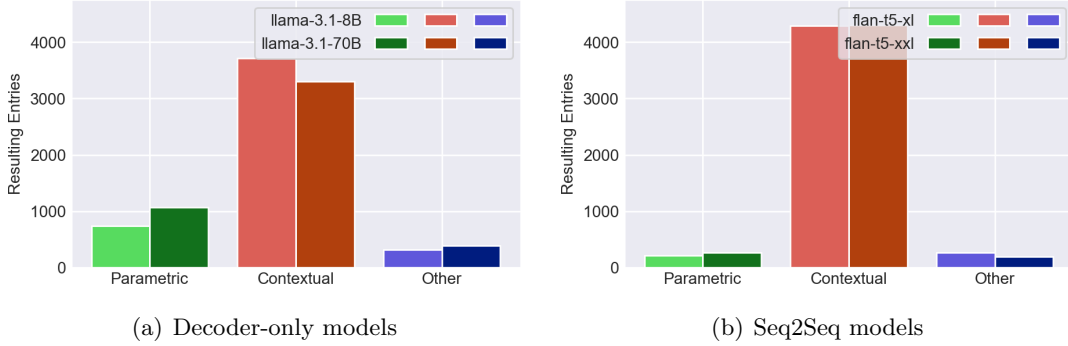 llama-3.1-8B
llama-3.1-70B
4000
3000
2000
1000
0
Resulting Entries
Parametric
Contextual
Other
(a) Decoder-only models
flan-t5-xl
flan-t5-xxl
4000
3000
2000
1000
0
Resulting Entries
Parametric
Contextual
Other
(b) Seq2Seq models